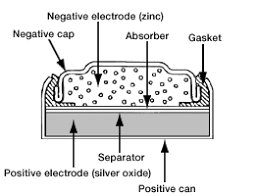 Negative electrode (zinc)
Negative cap
Absorber
Gasket
Separator
Positive electrode (silver oxide)
Positive can